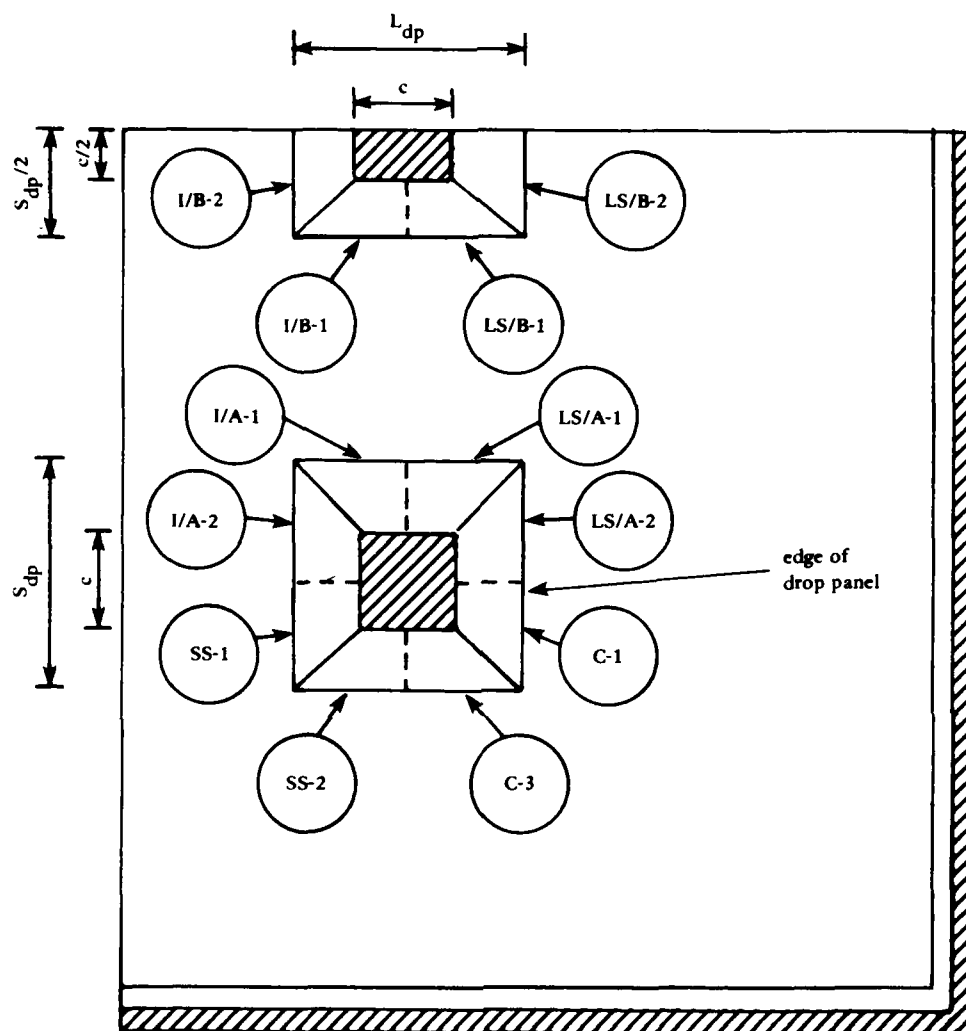 L_dp
c
c/2
S_dp/2
I/B-2
LS/B-2
I/B-1
LS/B-1
I/A-1
LS/A-1
I/A-2
LS/A-2
c
S_dp
edge of
drop panel
SS-1
C-1
SS-2
C-3